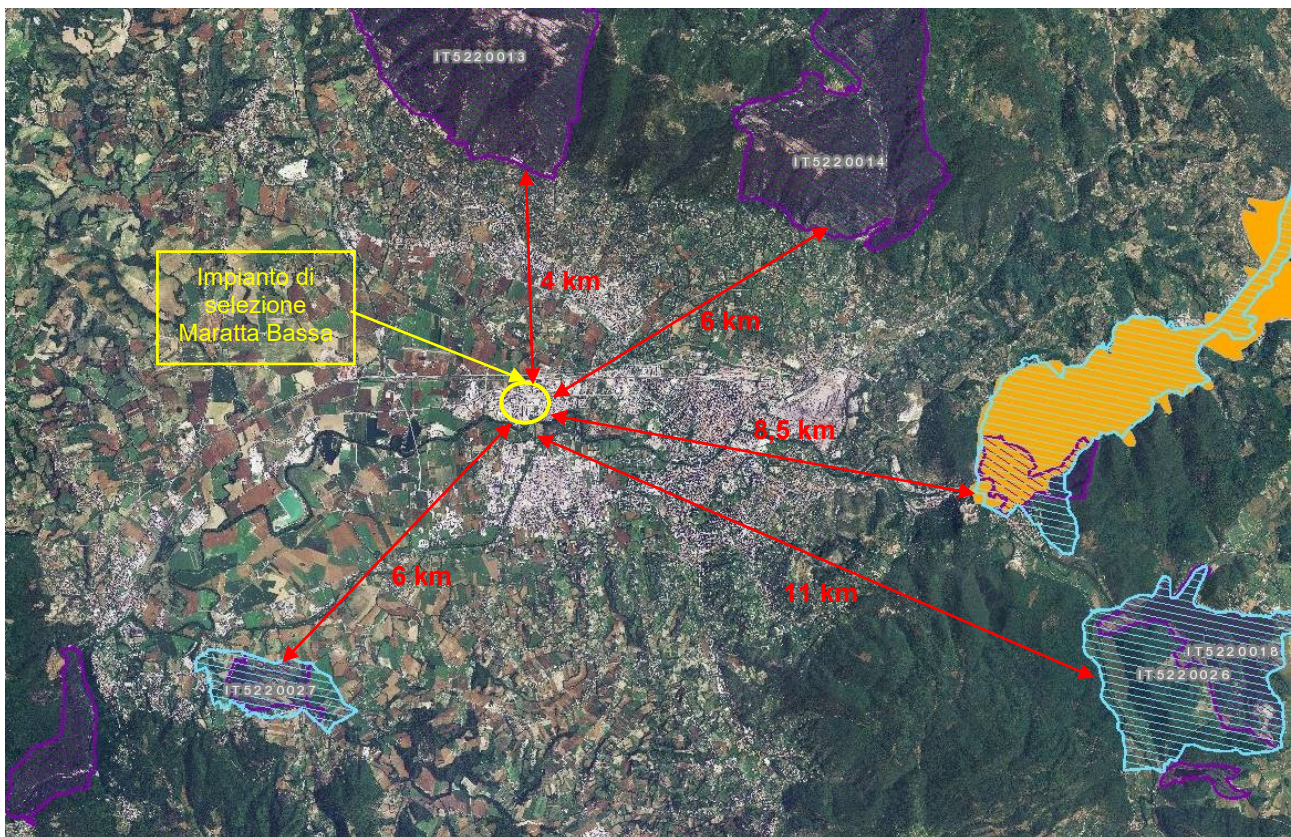 IT5220013
IT5220014
Impianto di
selezione
Maratta Bassa
4 km
6 km
8,5 km
6 km
11 km
IT5220018
IT5220026
IT5220027